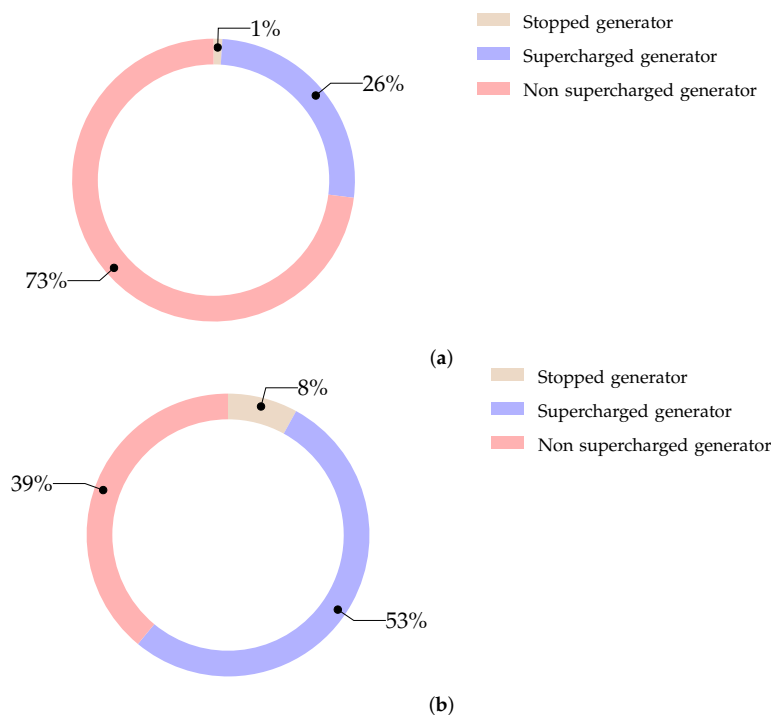 1%
Stopped generator
Supercharged generator
26%
Non supercharged generator
73%
(a)
Stopped generator
8%
Supercharged generator
Non supercharged generator
39%
53%
(b)